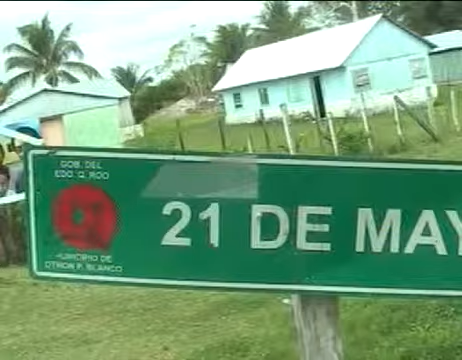 GOB. DEL
EDO. Q. ROO
21 DE MAY
MUNICIPIO DE
OTHON P. BLANCO